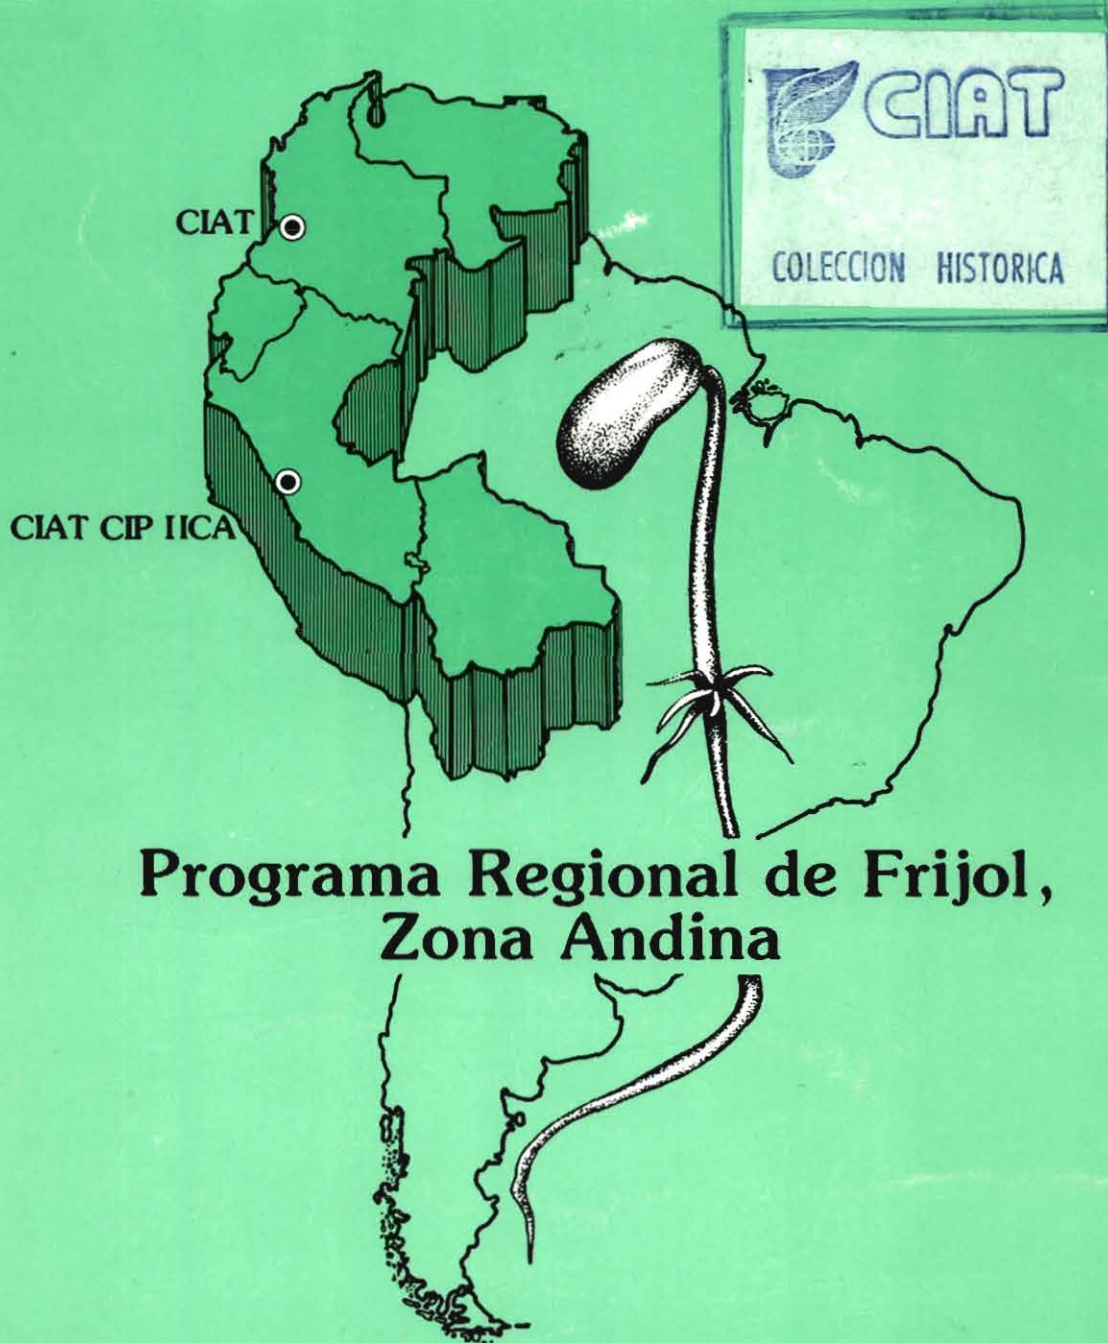 CIAT
COLECCION HISTORICA
CIAT
CIAT CIP IICA
Programa Regional de Frijol,
Zona Andina